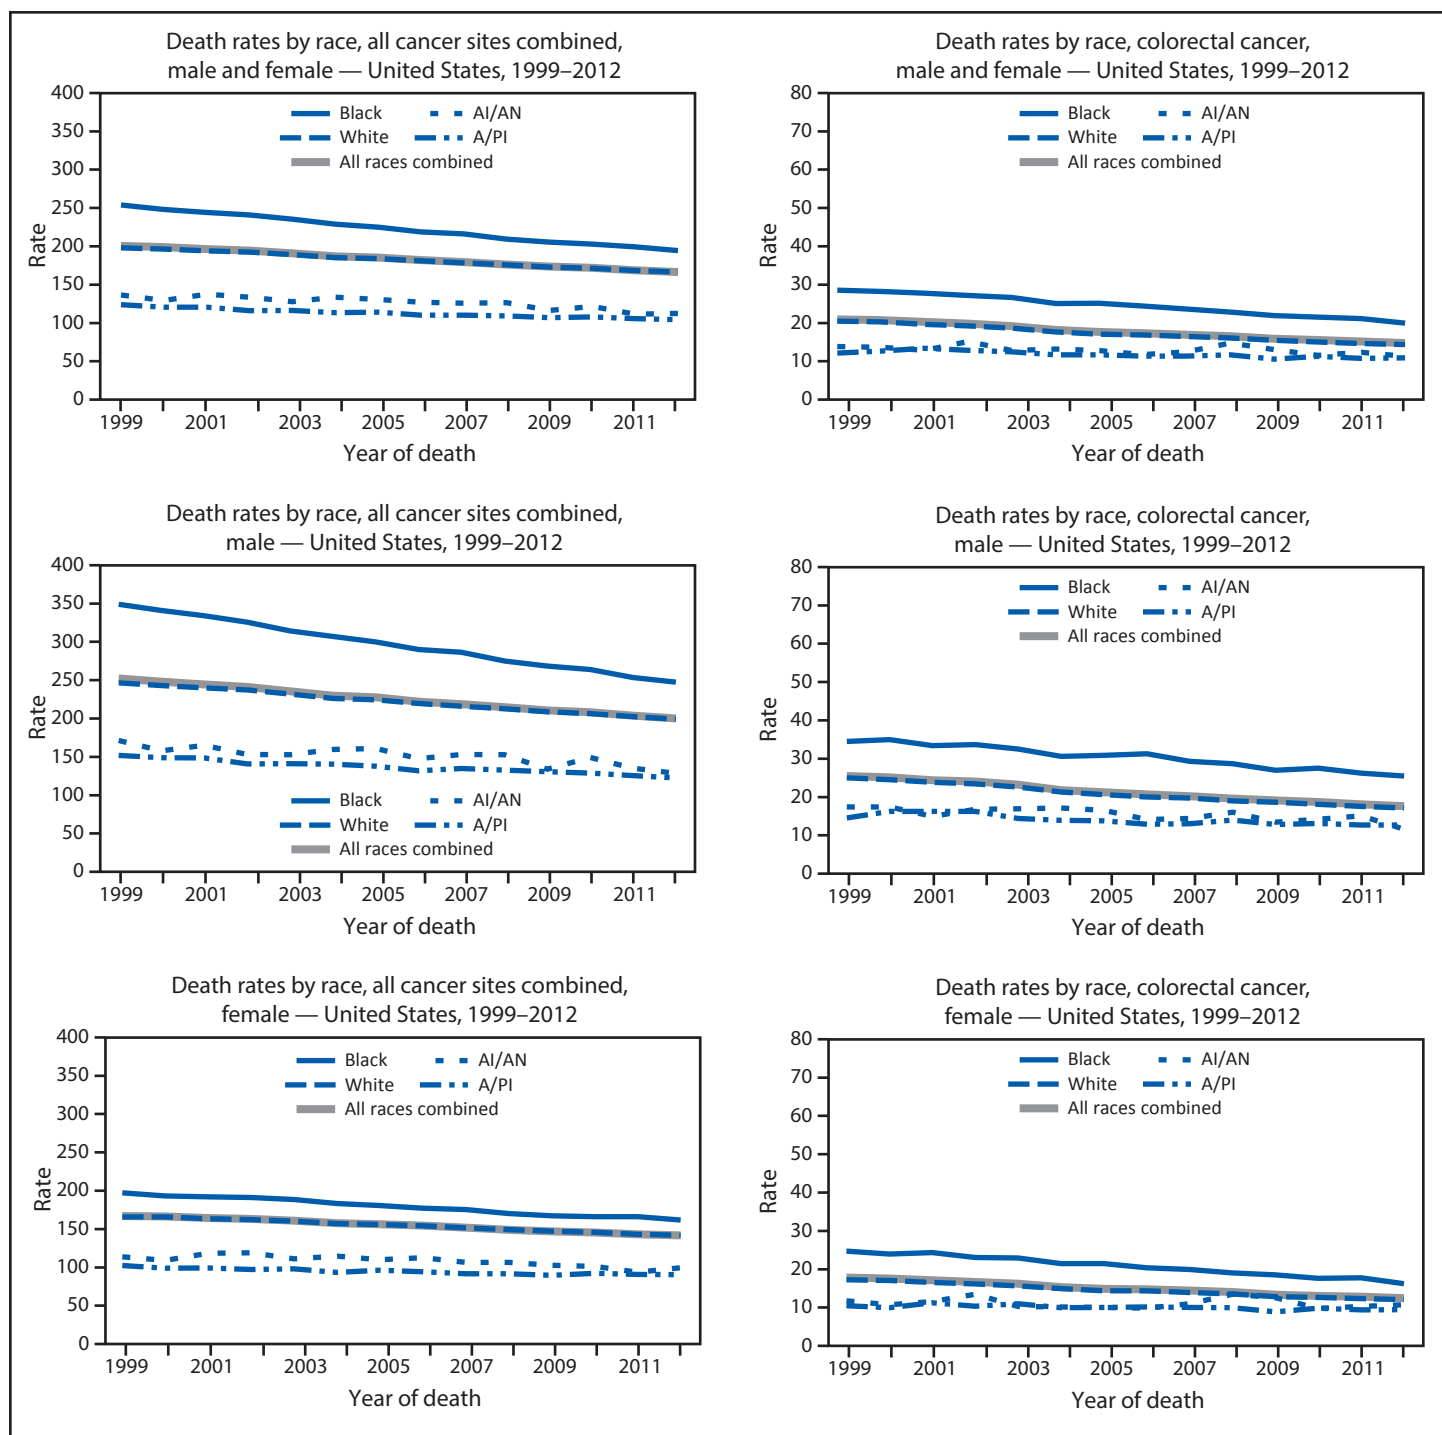 Death rates by race, all cancer sites combined,
male and female — United States, 1999–2012
400
350
300
250
200
150
100
50
0
Rate
Black
AI/AN
White
A/PI
All races combined
1999 2001 2003 2005 2007 2009 2011
Year of death
Death rates by race, colorectal cancer,
male and female — United States, 1999–2012
80
70
60
50
40
30
20
10
0
Rate
Black
AI/AN
White
A/PI
All races combined
1999 2001 2003 2005 2007 2009 2011
Year of death
Death rates by race, all cancer sites combined,
male — United States, 1999–2012
400
350
300
250
200
150
100
50
0
Rate
Black
AI/AN
White
A/PI
All races combined
1999 2001 2003 2005 2007 2009 2011
Year of death
Death rates by race, colorectal cancer,
male — United States, 1999–2012
80
70
60
50
40
30
20
10
0
Rate
Black
AI/AN
White
A/PI
All races combined
1999 2001 2003 2005 2007 2009 2011
Year of death
Death rates by race, all cancer sites combined,
female — United States, 1999–2012
400
350
300
250
200
150
100
50
0
Rate
Black
AI/AN
White
A/PI
All races combined
1999 2001 2003 2005 2007 2009 2011
Year of death
Death rates by race, colorectal cancer,
female — United States, 1999–2012
80
70
60
50
40
30
20
10
0
Rate
Black
AI/AN
White
A/PI
All races combined
1999 2001 2003 2005 2007 2009 2011
Year of death